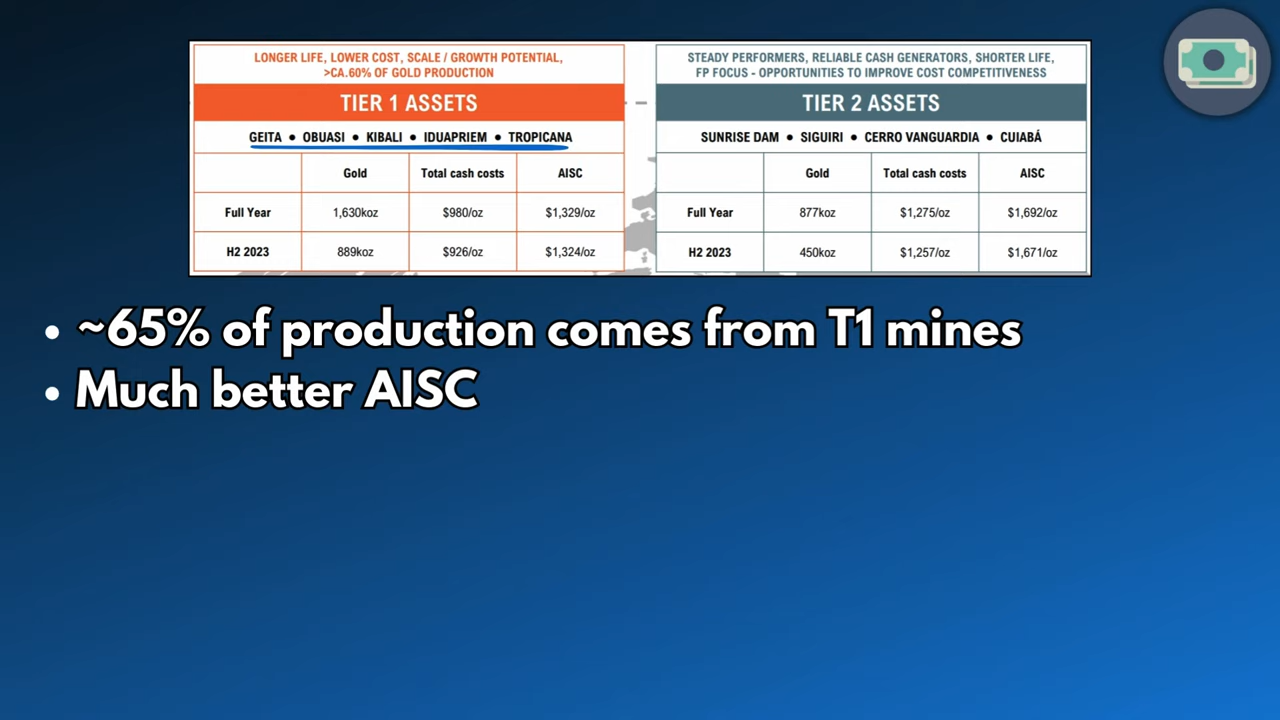 LONGER LIFE, LOWER COST, SCALE / GROWTH POTENTIAL,
>CA.60% OF GOLD PRODUCTION
TIER 1 ASSETS
GEITA • OBUASI • KIBALI • IDUAPRIEM • TROPICANA
Gold Total cash costs AISC
Full Year 1,630koz $980/oz $1,329/oz
H2 2023 889koz $926/oz $1,324/oz
STEADY PERFORMERS, RELIABLE CASH GENERATORS, SHORTER LIFE,
FP FOCUS - OPPORTUNITIES TO IMPROVE COST COMPETITIVENESS
TIER 2 ASSETS
SUNRISE DAM • SIGUIRI • CERRO VANGUARDIA • CUIABÁ
Gold Total cash costs AISC
Full Year 877koz $1,275/oz $1,692/oz
H2 2023 450koz $1,257/oz $1,671/oz
• ~65% of production comes from T1 mines
• Much better AISC